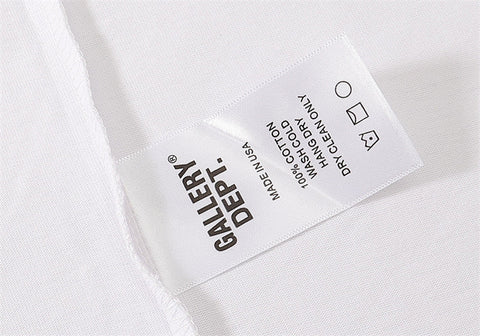 GALLERY®
DEPT.
MADE IN USA
100% COTTON
WASH COLD
HANG DRY
DRY CLEAN ONLY